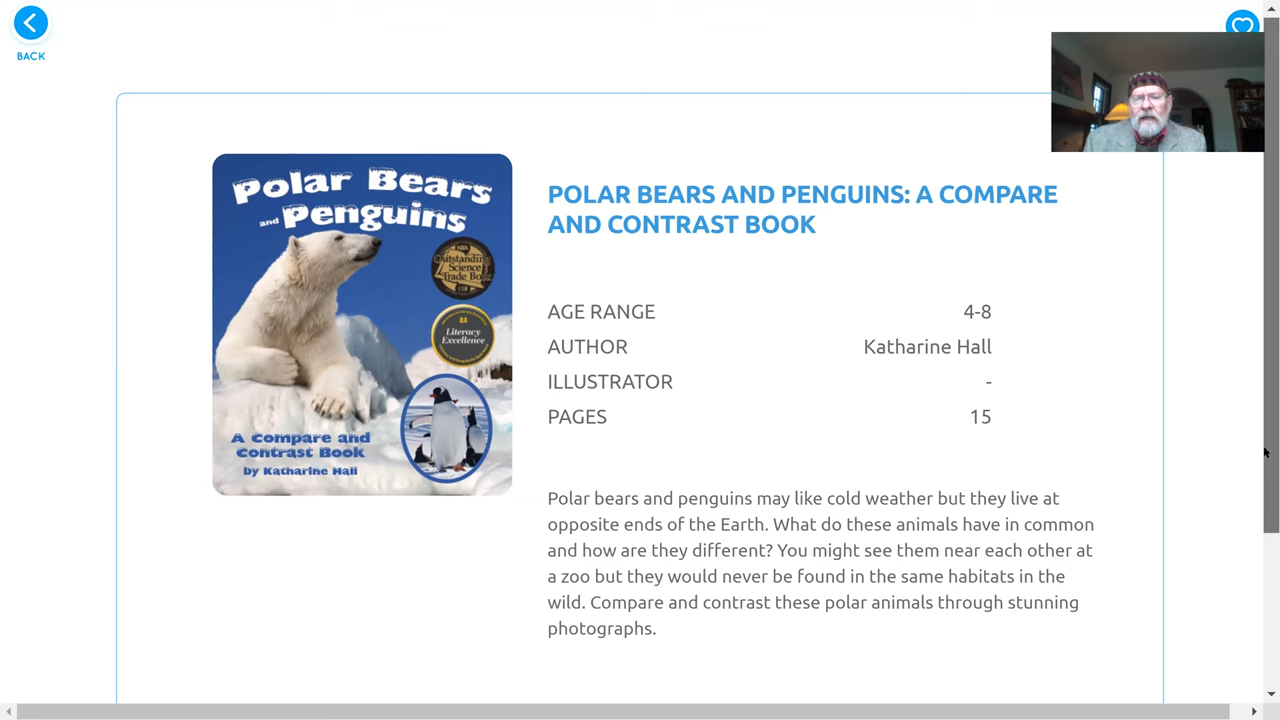 BACK
Polar Bears
and Penguins
Outstanding
Science
Trade Book
ILA
Literacy
Excellence
A Compare and
Contrast Book
by Katharine Hall
POLAR BEARS AND PENGUINS: A COMPARE
AND CONTRAST BOOK
AGE RANGE 4-8
AUTHOR Katharine Hall
ILLUSTRATOR -
PAGES 15
Polar bears and penguins may like cold weather but they live at
opposite ends of the Earth. What do these animals have in common
and how are they different? You might see them near each other at
a zoo but they would never be found in the same habitats in the
wild. Compare and contrast these polar animals through stunning
photographs.